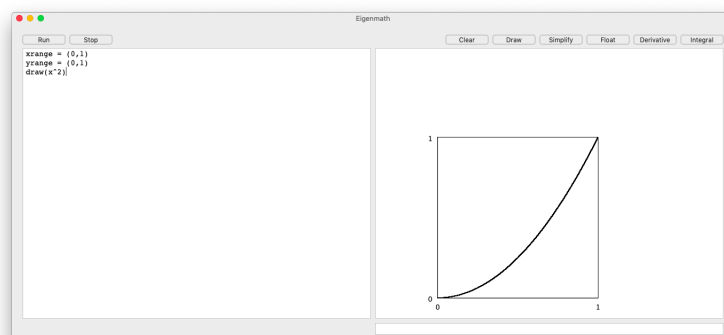 Eigenmath
Run Stop Clear Draw Simplify Float Derivative Integral
xrange = (0,1)
yrange = (0,1)
draw(x^2)
1
0
0 1